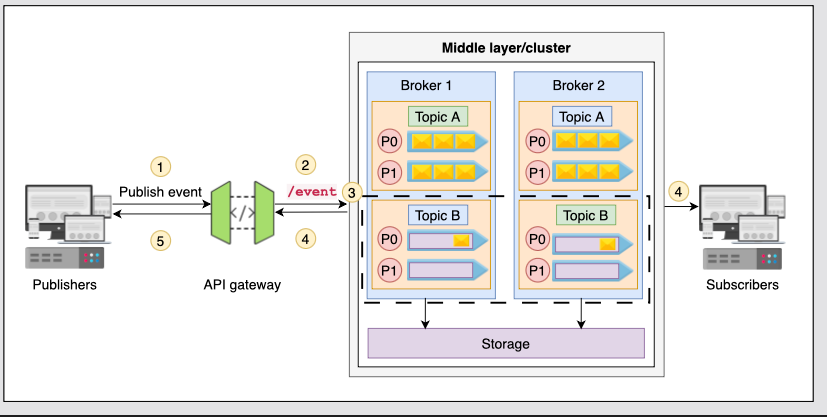 Middle layer/cluster
Broker 1
Broker 2
Topic A
Topic A
P0
P0
P1
P1
1
2
3
4
Publish event
/event
Topic B
Topic B
</>
P0
P0
5
4
P1
P1
Publishers
API gateway
Subscribers
Storage